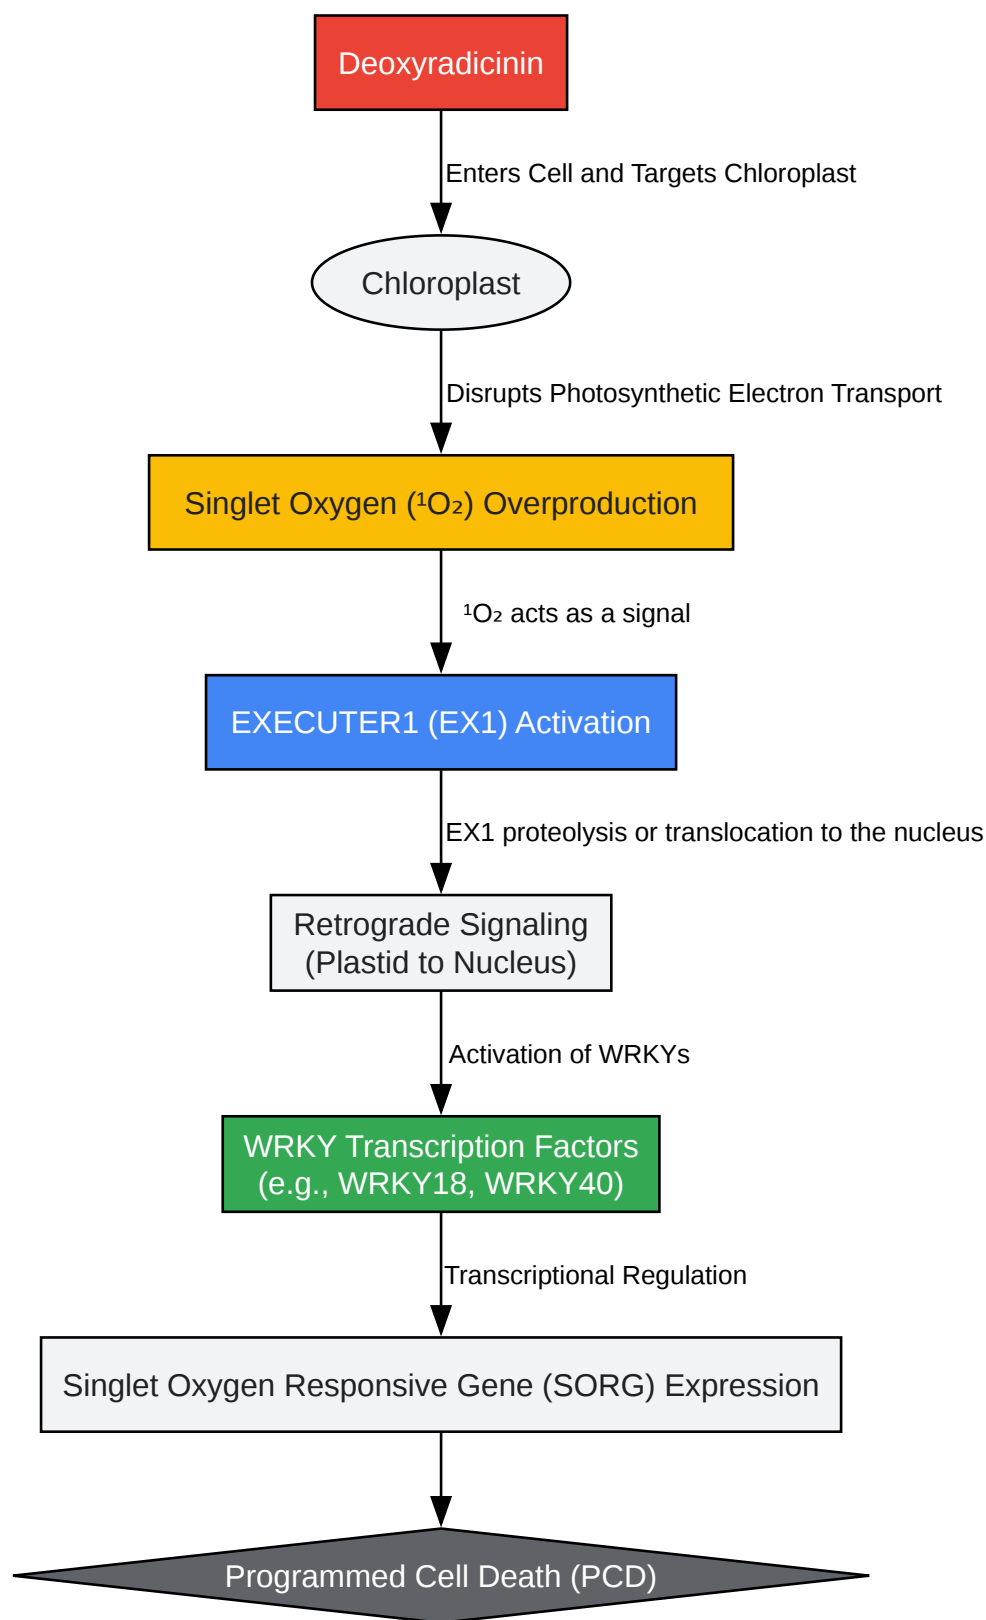 Deoxyradicinin
Enters Cell and Targets Chloroplast
Chloroplast
Disrupts Photosynthetic Electron Transport
Singlet Oxygen (¹O₂) Overproduction
¹O₂ acts as a signal
EXECUTER1 (EX1) Activation
EX1 proteolysis or translocation to the nucleus
Retrograde Signaling
(Plastid to Nucleus)
Activation of WRKYs
WRKY Transcription Factors
(e.g., WRKY18, WRKY40)
Transcriptional Regulation
Singlet Oxygen Responsive Gene (SORG) Expression
Programmed Cell Death (PCD)